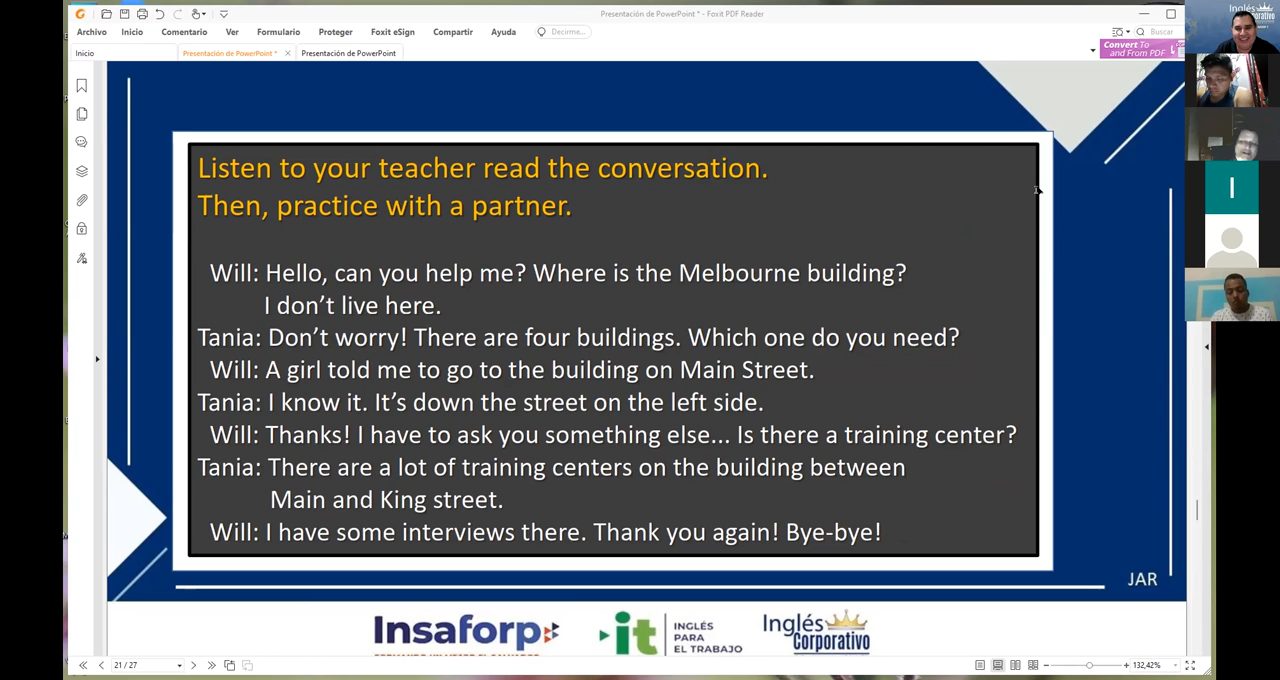 Presentación de PowerPoint * - Foxit PDF Reader
Archivo Inicio Comentario Ver Formulario Proteger Foxit eSign Compartir Ayuda Decirme... Buscar
Inicio Presentación de PowerPoint * Presentación de PowerPoint
Convert To
and From PDF
Inglés
Corporativo
I
Listen to your teacher read the conversation.
Then, practice with a partner.
Will: Hello, can you help me? Where is the Melbourne building?
I don’t live here.
Tania: Don’t worry! There are four buildings. Which one do you need?
Will: A girl told me to go to the building on Main Street.
Tania: I know it. It’s down the street on the left side.
Will: Thanks! I have to ask you something else... Is there a training center?
Tania: There are a lot of training centers on the building between
Main and King street.
Will: I have some interviews there. Thank you again! Bye-bye!
JAR
Insaforp
it
INGLÉS
PARA
EL TRABAJO
Inglés
Corporativo
21 / 27
132,42%